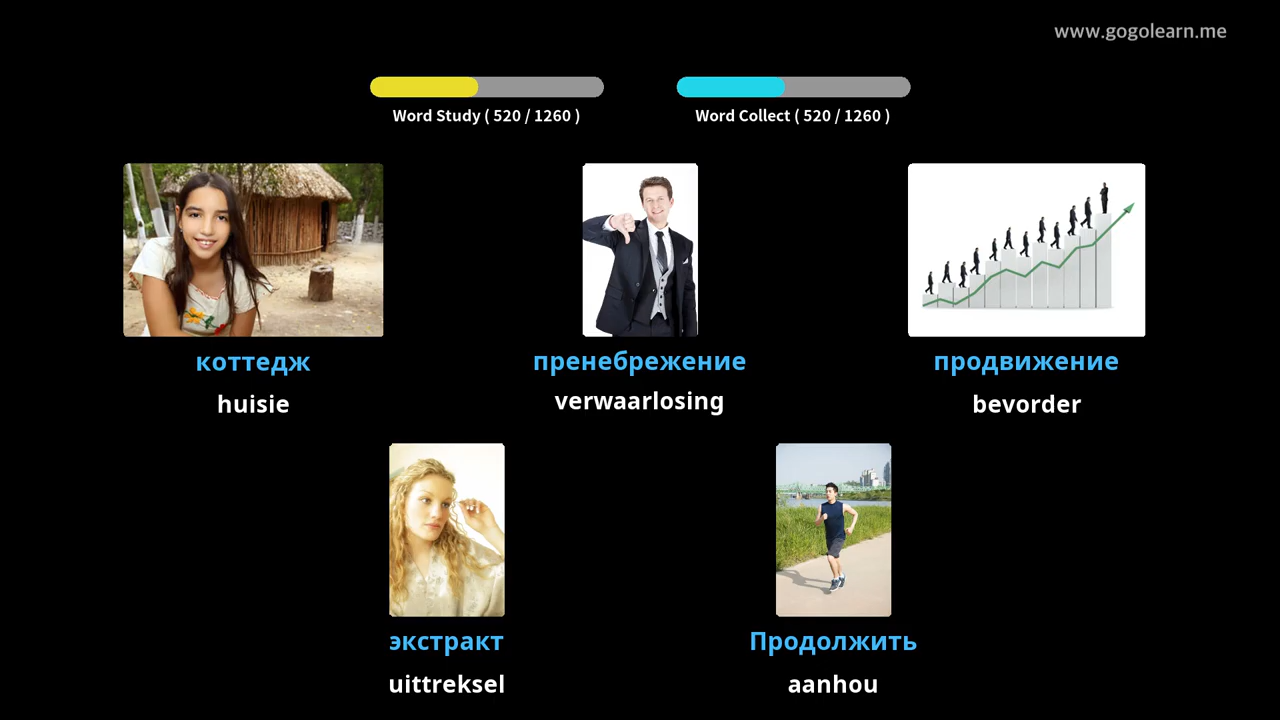 www.gogolearn.me
Word Study ( 520 / 1260 )
Word Collect ( 520 / 1260 )
коттедж
huisie
пренебрежение
verwaarlosing
продвижение
bevorder
экстракт
uittreksel
Продолжить
aanhou